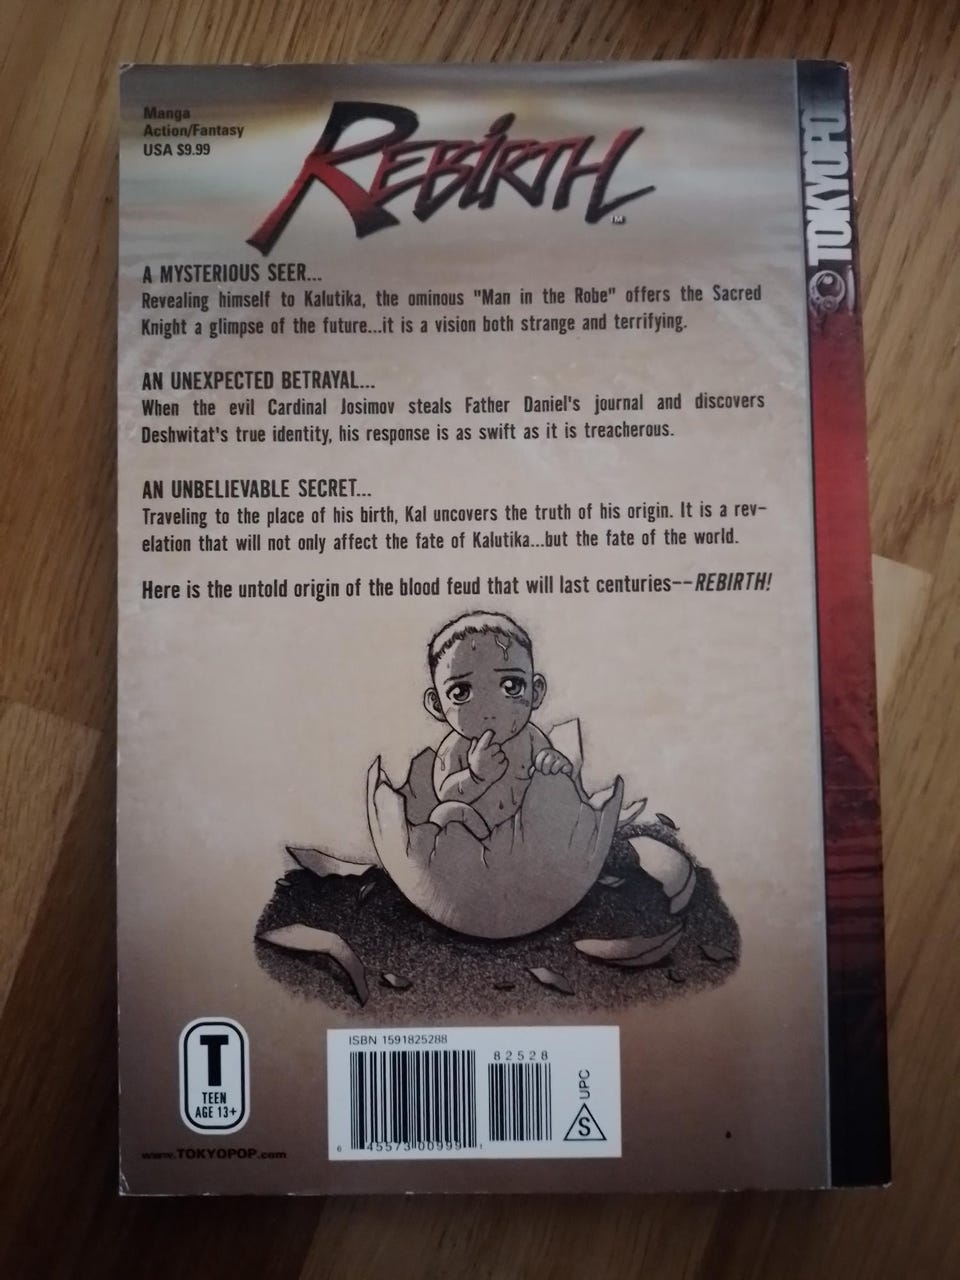 Manga
Action/Fantasy
USA $9.99
REBIRTH
TM
TOKYOPOP
A MYSTERIOUS SEER...
Revealing himself to Kalutika, the ominous "Man in the Robe" offers the Sacred
Knight a glimpse of the future...it is a vision both strange and terrifying.
AN UNEXPECTED BETRAYAL...
When the evil Cardinal Josimov steals Father Daniel's journal and discovers
Deshwitat's true identity, his response is as swift as it is treacherous.
AN UNBELIEVABLE SECRET...
Traveling to the place of his birth, Kal uncovers the truth of his origin. It is a rev-
elation that will not only affect the fate of Kalutika...but the fate of the world.
Here is the untold origin of the blood feud that will last centuries--REBIRTH!
T
TEEN
AGE 13+
www.TOKYOPOP.com
ISBN 1591825288
82528
6 45573 00999 1
UPC
S